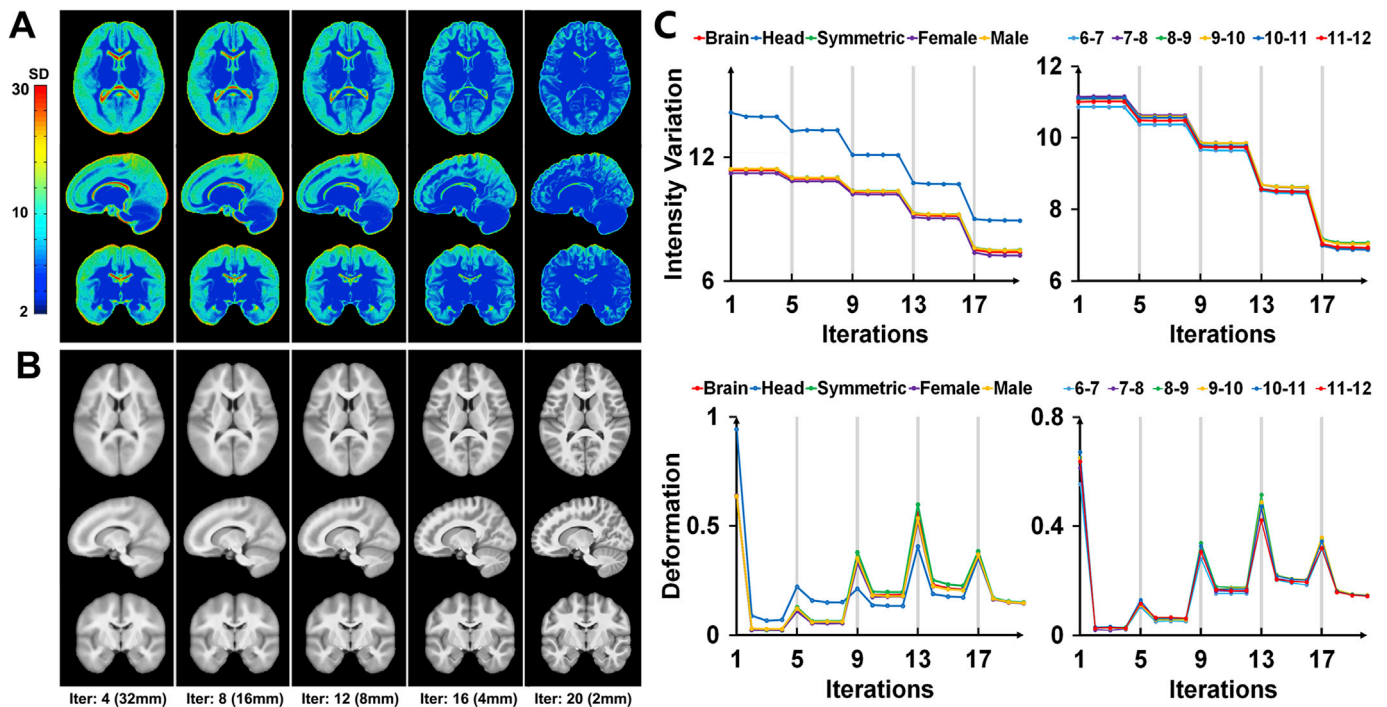 A
SD
30
10
2
B
Iter: 4 (32mm)
Iter: 8 (16mm)
Iter: 12 (8mm)
Iter: 16 (4mm)
Iter: 20 (2mm)
C
Brain Head Symmetric Female Male
Intensity Variation
12
6
1 5 9 13 17
Iterations
6-7 7-8 8-9 9-10 10-11 11-12
12
10
8
6
1 5 9 13 17
Iterations
Brain Head Symmetric Female Male
Deformation
1
0.5
0
1 5 9 13 17
Iterations
6-7 7-8 8-9 9-10 10-11 11-12
0.8
0.4
0
1 5 9 13 17
Iterations